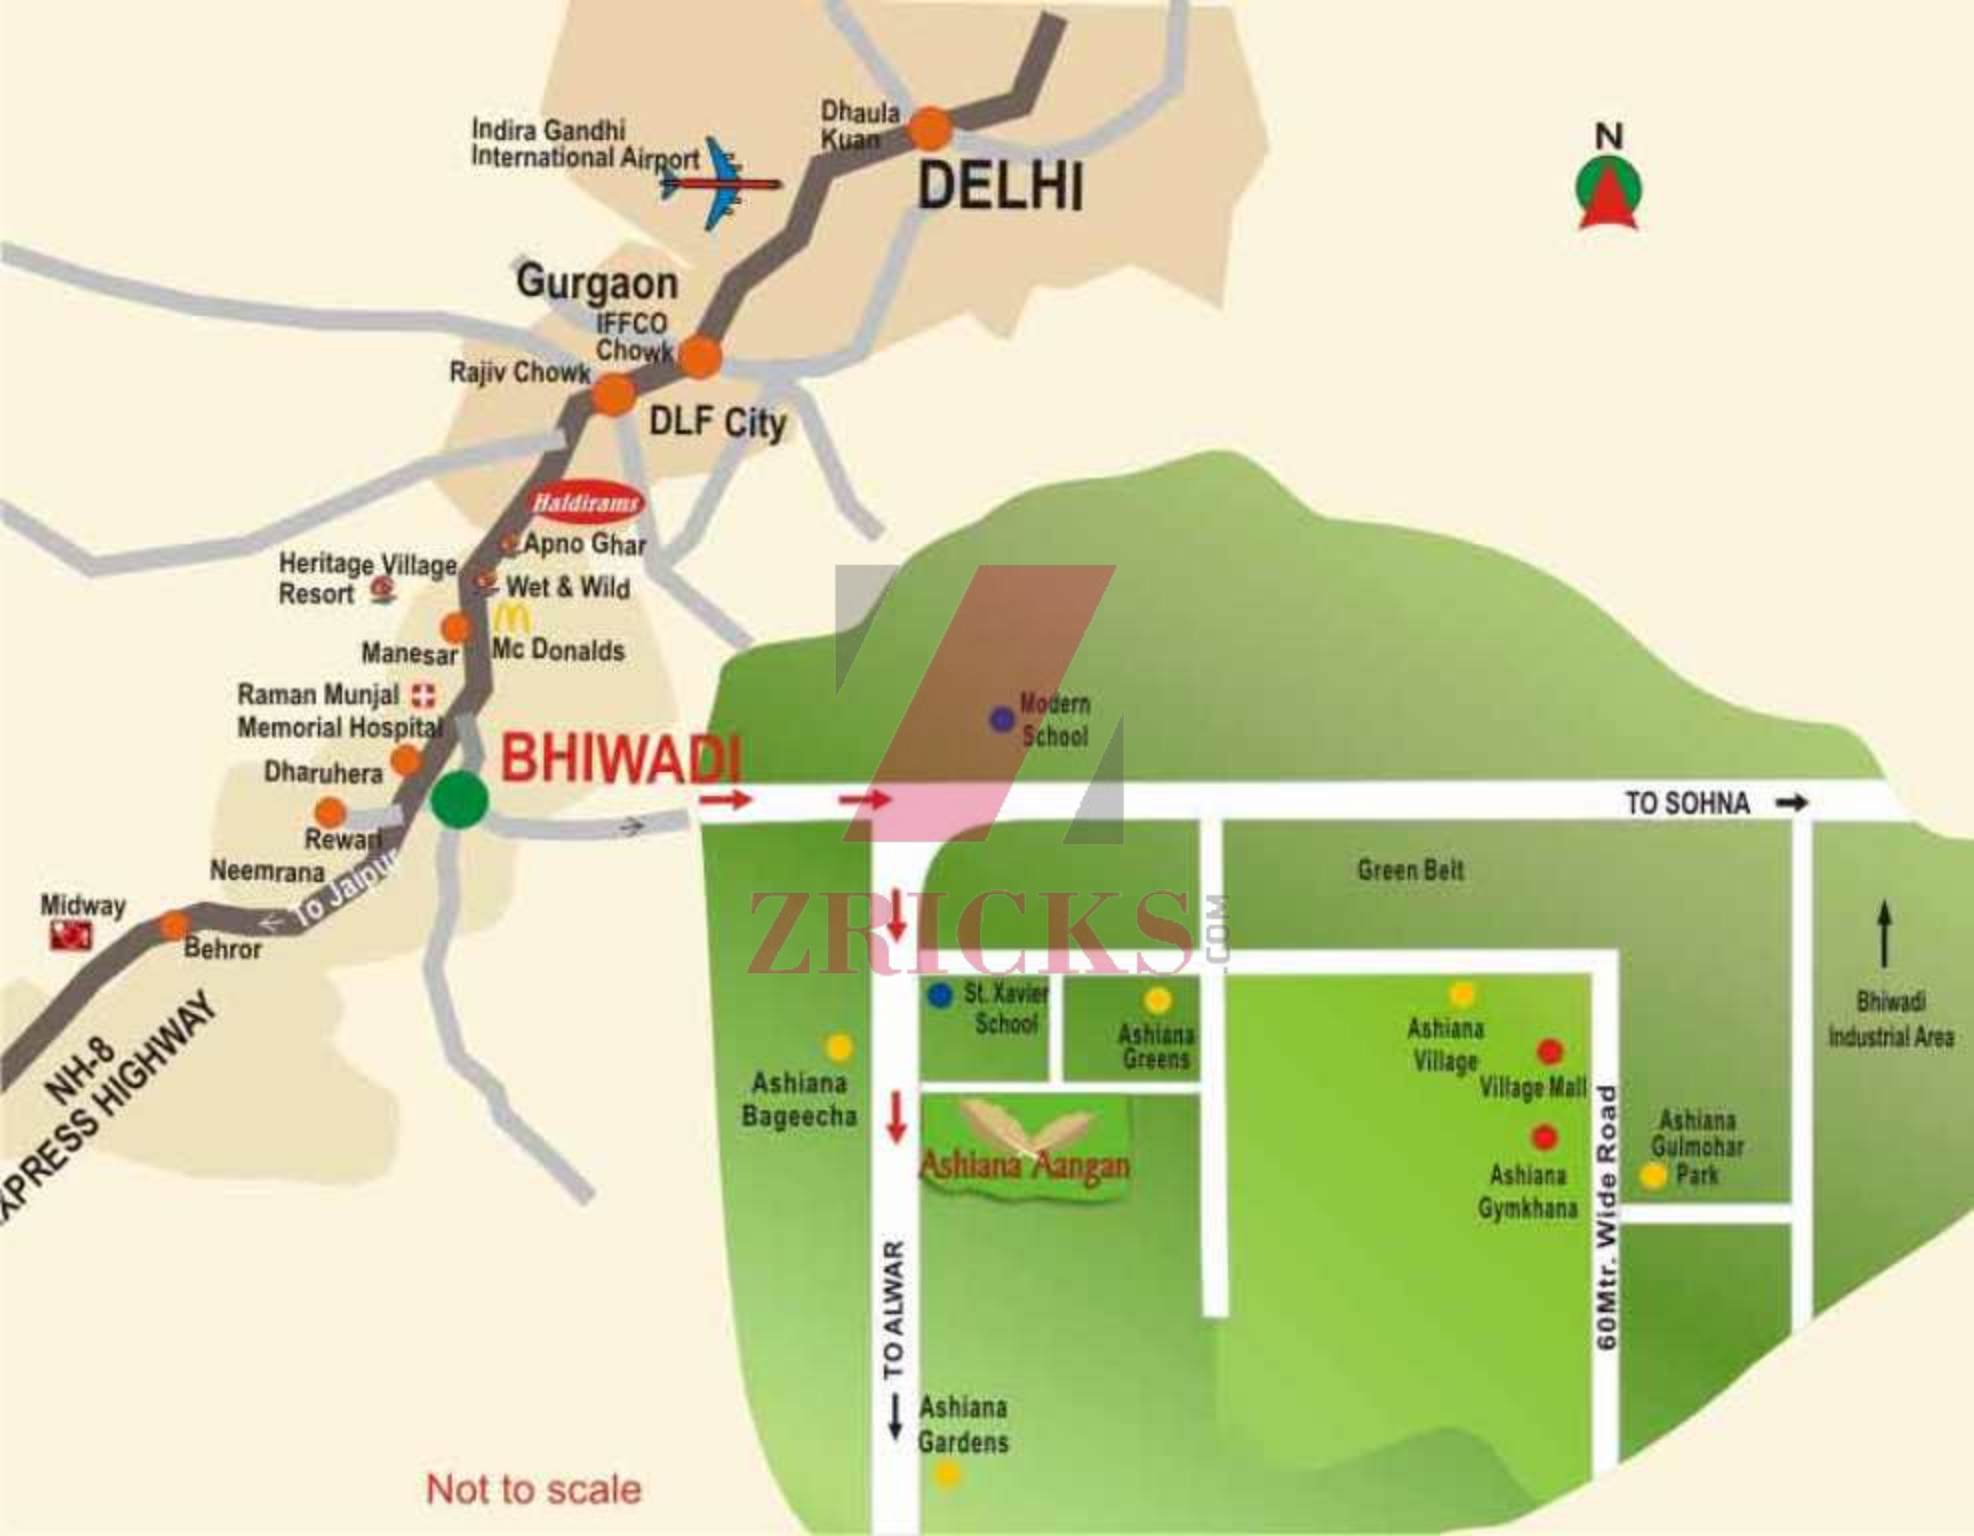 Dhaula
Kuan
DELHI
Indira Gandhi
International Airport
N
Gurgaon
IFFCO
Chowk
Rajiv Chowk
DLF City
Haldirams
Apno Ghar
Heritage Village
Resort
Wet & Wild
Manesar
Mc Donalds
Raman Munjal
Memorial Hospital
Dharuhera
BHIWADI
Rewari
Neemrana
To Jaipur
Midway
Behror
NH-8
EXPRESS HIGHWAY
Not to scale
Modern
School
TO SOHNA
Green Belt
ZRICKS
.COM
St. Xavier
School
Ashiana
Greens
Ashiana
Village
Village Mall
Ashiana
Gymkhana
60Mtr. Wide Road
Ashiana
Gulmohar
Park
Bhiwadi
Industrial Area
Ashiana
Bageecha
Ashiana Aangan
TO ALWAR
Ashiana
Gardens